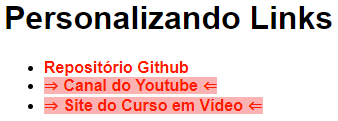 Personalizando Links
Repositório Github
⇒ Canal do Youtube ⇐
⇒ Site do Curso em Vídeo ⇐